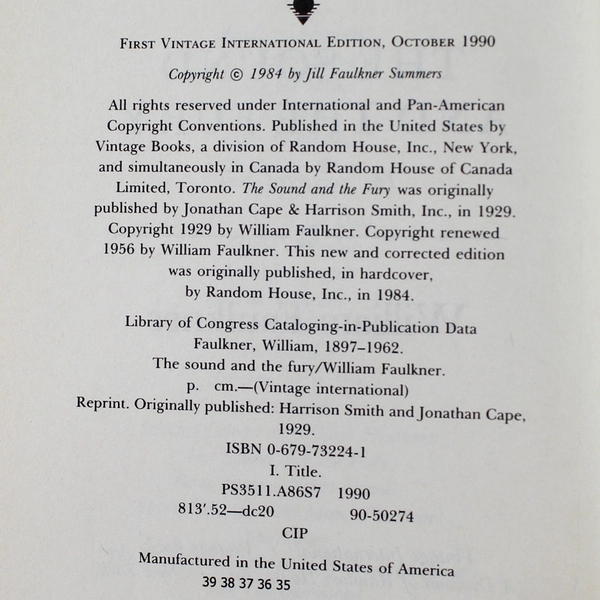 FIRST VINTAGE INTERNATIONAL EDITION, OCTOBER 1990
Copyright © 1984 by Jill Faulkner Summers
All rights reserved under International and Pan-American
Copyright Conventions. Published in the United States by
Vintage Books, a division of Random House, Inc., New York,
and simultaneously in Canada by Random House of Canada
Limited, Toronto. The Sound and the Fury was originally
published by Jonathan Cape & Harrison Smith, Inc., in 1929.
Copyright 1929 by William Faulkner. Copyright renewed
1956 by William Faulkner. This new and corrected edition
was originally published, in hardcover,
by Random House, Inc., in 1984.
Library of Congress Cataloging-in-Publication Data
Faulkner, William, 1897–1962.
The sound and the fury/William Faulkner.
p. cm.—(Vintage international)
Reprint. Originally published: Harrison Smith and Jonathan Cape,
1929.
ISBN 0-679-73224-1
I. Title.
PS3511.A86S7 1990
813'.52—dc20 90-50274
CIP
Manufactured in the United States of America
39 38 37 36 35